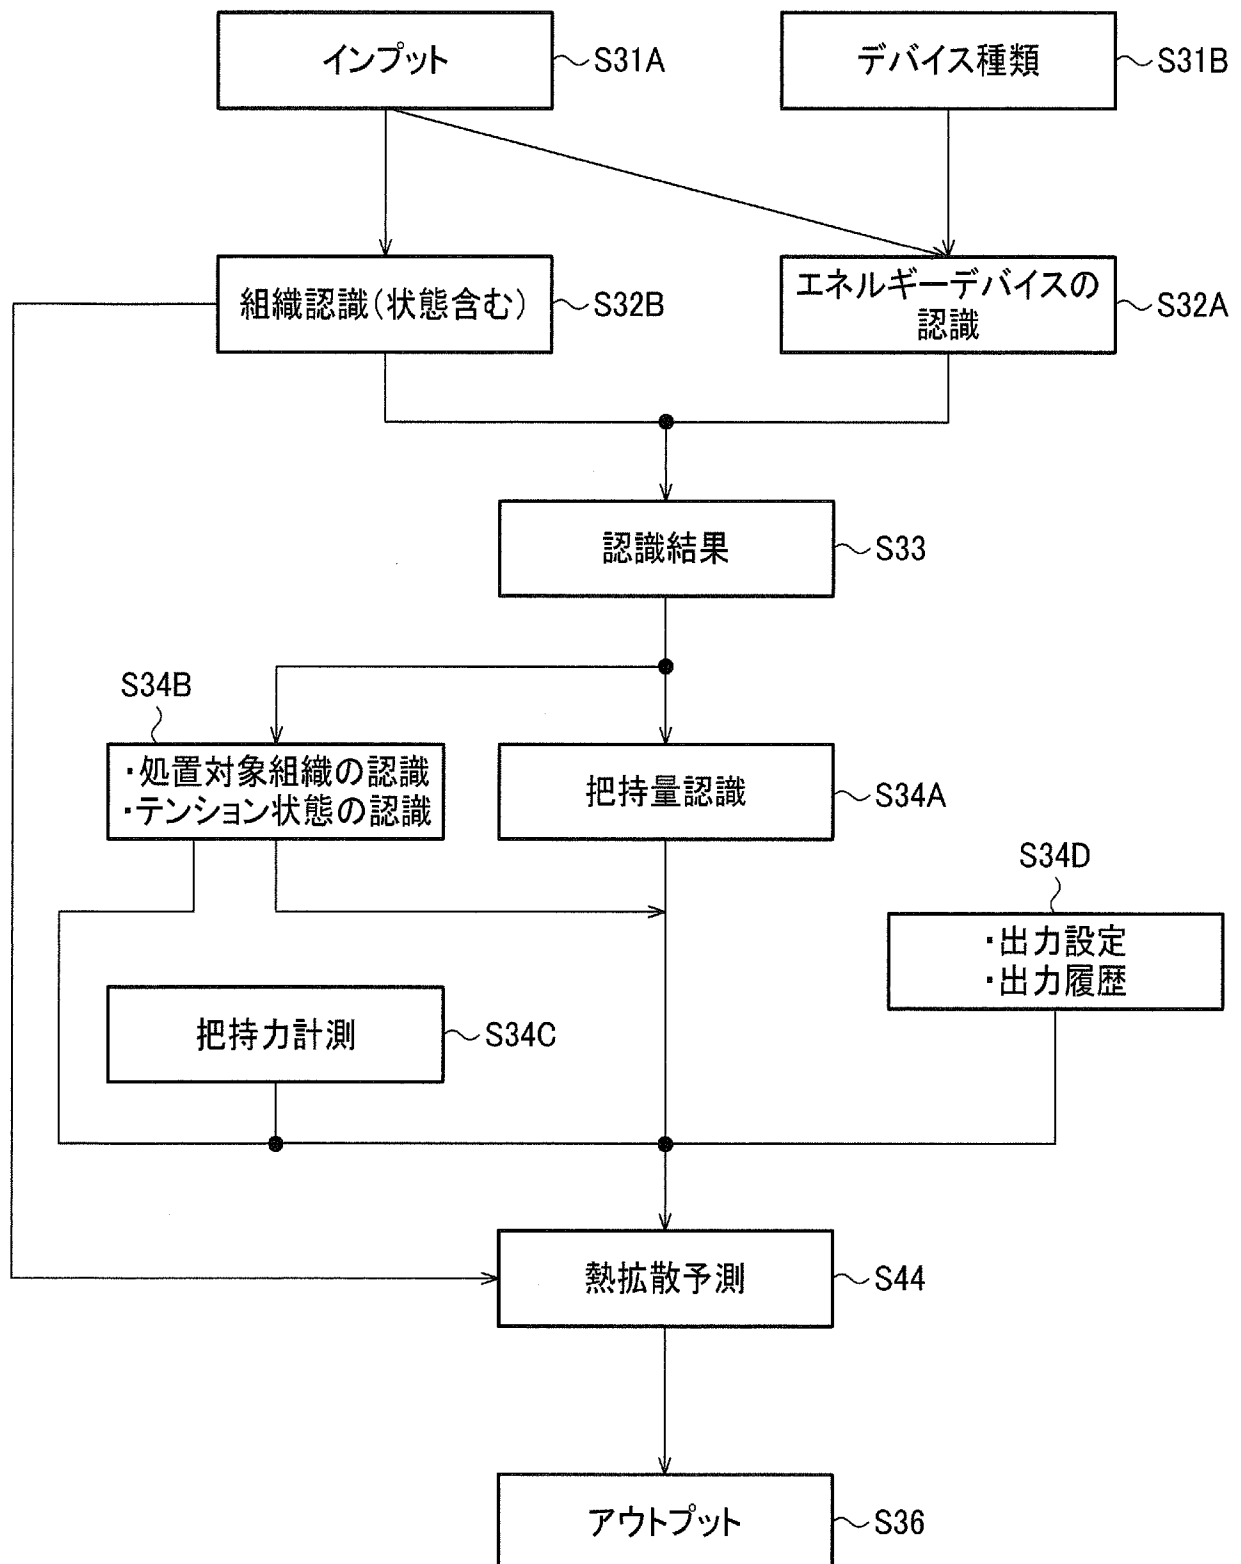 インプット
S31A
デバイス種類
S31B
組織認識(状態含む)
S32B
エネルギーデバイスの
認識
S32A
認識結果
S33
S34B
・処置対象組織の認識
・テンション状態の認識
把持量認識
S34A
S34D
・出力設定
・出力履歴
把持力計測
S34C
熱拡散予測
S44
アウトプット
S36